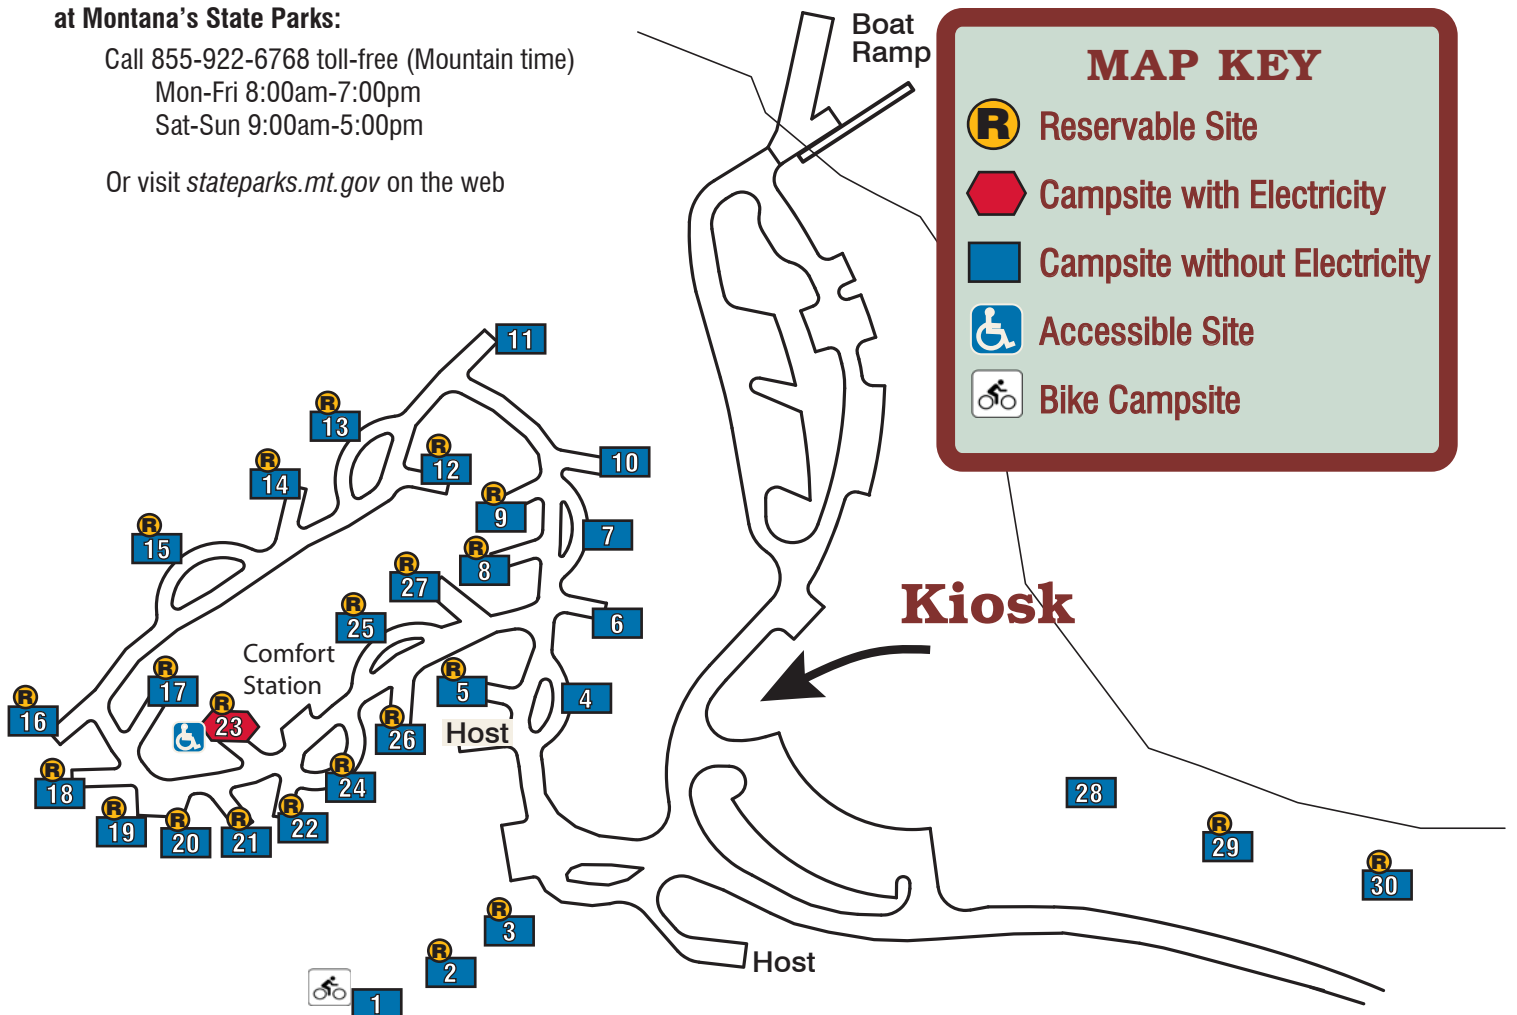 at Montana's State Parks:
Call 855-922-6768 toll-free (Mountain time)
Mon-Fri 8:00am-7:00pm
Sat-Sun 9:00am-5:00pm
Or visit stateparks.mt.gov on the web
Boat
Ramp
MAP KEY
R Reservable Site
Campsite with Electricity
Campsite without Electricity
Accessible Site
Bike Campsite
11
R
13
R
12
10
R
14
R
9
7
R
15
R
8
R
27
6
R
25
Kiosk
Comfort
Station
R
17
R
5
4
R
16
R
23
R
26
Host
R
18
R
24
28
R
19
R
20
R
21
R
22
R
29
R
30
R
3
R
2
Host
1